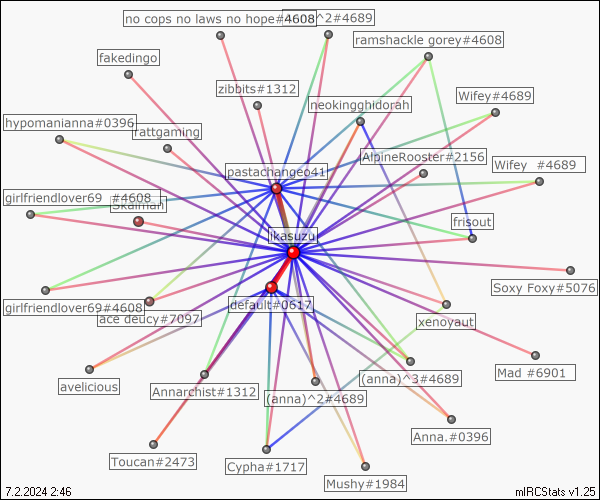 no cops no laws no hope#4608
^2#4689
ramshackle gorey#4608
fakedingo
zibbits#1312
neokingghidorah
Wifey#4689
hypomanianna#0396
rattgaming
AlpineRooster#2156
pastachangeo41
Wifey #4689
girlfriendlover69 #4608
Skaiman
frisout
ikasuzu
Soxy Foxy#5076
girlfriendlover69#4608
default#0617
ace deucy#7097
xenoyaut
Mad #6901
avelicious
Annarchist#1312
(anna)^3#4689
(anna)^2#4689
Anna.#0396
Toucan#2473
Cypha#1717
Mushy#1984
7.2.2024 2:46
mIRCStats v1.25